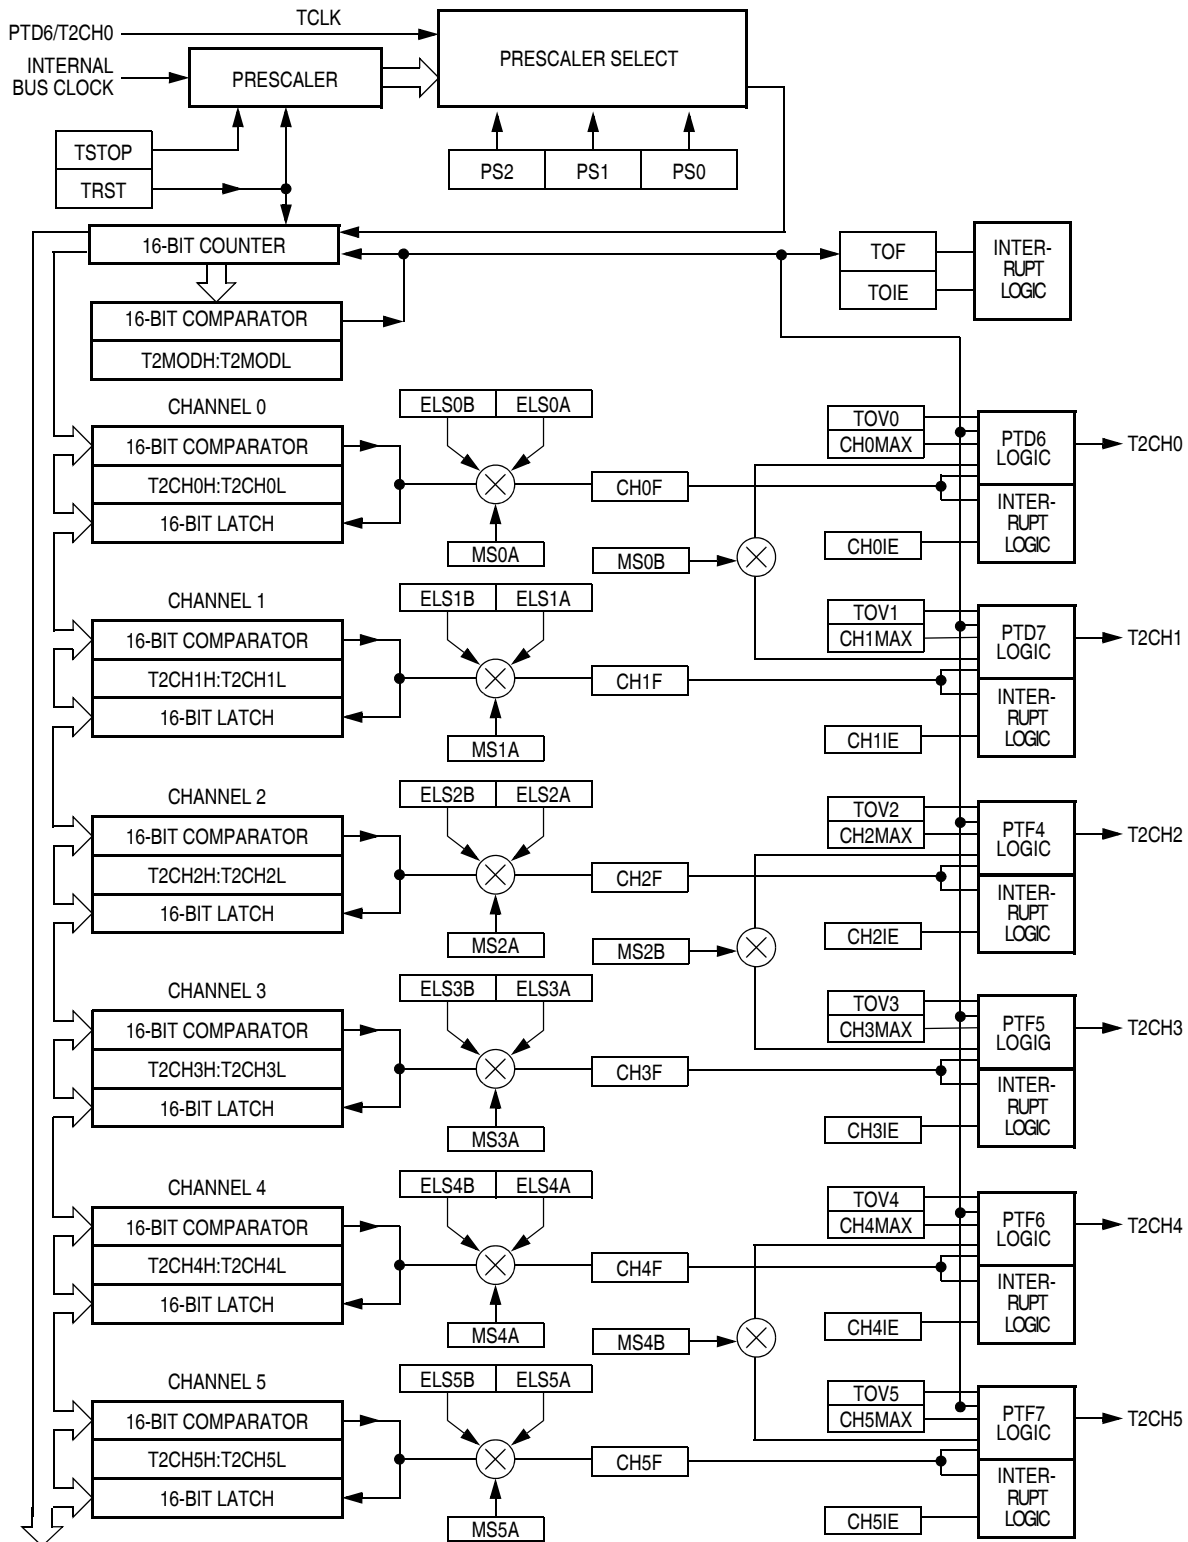 TCLK
PTD6/T2CH0
PRESCALER SELECT
INTERNAL
BUS CLOCK
PRESCALER
TSTOP
TRST
PS2 PS1 PS0
16-BIT COUNTER
TOF
TOIE
INTER-
RUPT
LOGIC
16-BIT COMPARATOR
T2MODH:T2MODL
CHANNEL 0
ELS0B ELS0A
TOV0
CH0MAX
PTD6
LOGIC
T2CH0
16-BIT COMPARATOR
T2CH0H:T2CH0L
16-BIT LATCH
CH0F
INTER-
RUPT
LOGIC
MS0A
MS0B
CH0IE
CHANNEL 1
ELS1B ELS1A
TOV1
CH1MAX
PTD7
LOGIC
T2CH1
16-BIT COMPARATOR
T2CH1H:T2CH1L
16-BIT LATCH
CH1F
INTER-
RUPT
LOGIC
MS1A
CH1IE
CHANNEL 2
ELS2B ELS2A
TOV2
CH2MAX
PTF4
LOGIC
T2CH2
16-BIT COMPARATOR
T2CH2H:T2CH2L
16-BIT LATCH
CH2F
INTER-
RUPT
LOGIC
MS2A
MS2B
CH2IE
CHANNEL 3
ELS3B ELS3A
TOV3
CH3MAX
PTF5
LOGIG
T2CH3
16-BIT COMPARATOR
T2CH3H:T2CH3L
16-BIT LATCH
CH3F
INTER-
RUPT
LOGIC
MS3A
CH3IE
CHANNEL 4
ELS4B ELS4A
TOV4
CH4MAX
PTF6
LOGIC
T2CH4
16-BIT COMPARATOR
T2CH4H:T2CH4L
16-BIT LATCH
CH4F
INTER-
RUPT
LOGIC
MS4A
MS4B
CH4IE
CHANNEL 5
ELS5B ELS5A
TOV5
CH5MAX
PTF7
LOGIC
T2CH5
16-BIT COMPARATOR
T2CH5H:T2CH5L
16-BIT LATCH
CH5F
INTER-
RUPT
LOGIC
MS5A
CH5IE